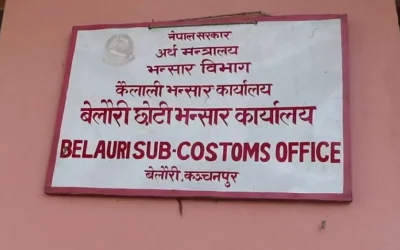 नेपाल सरकार
अर्थ मन्त्रालय
भन्सार विभाग
कैलाली भन्सार कार्यालय
बेलौरी छोटी भन्सार कार्यालय
BELAURI SUB-COSTOMS OFFICE
बेलौरी, कञ्चनपुर